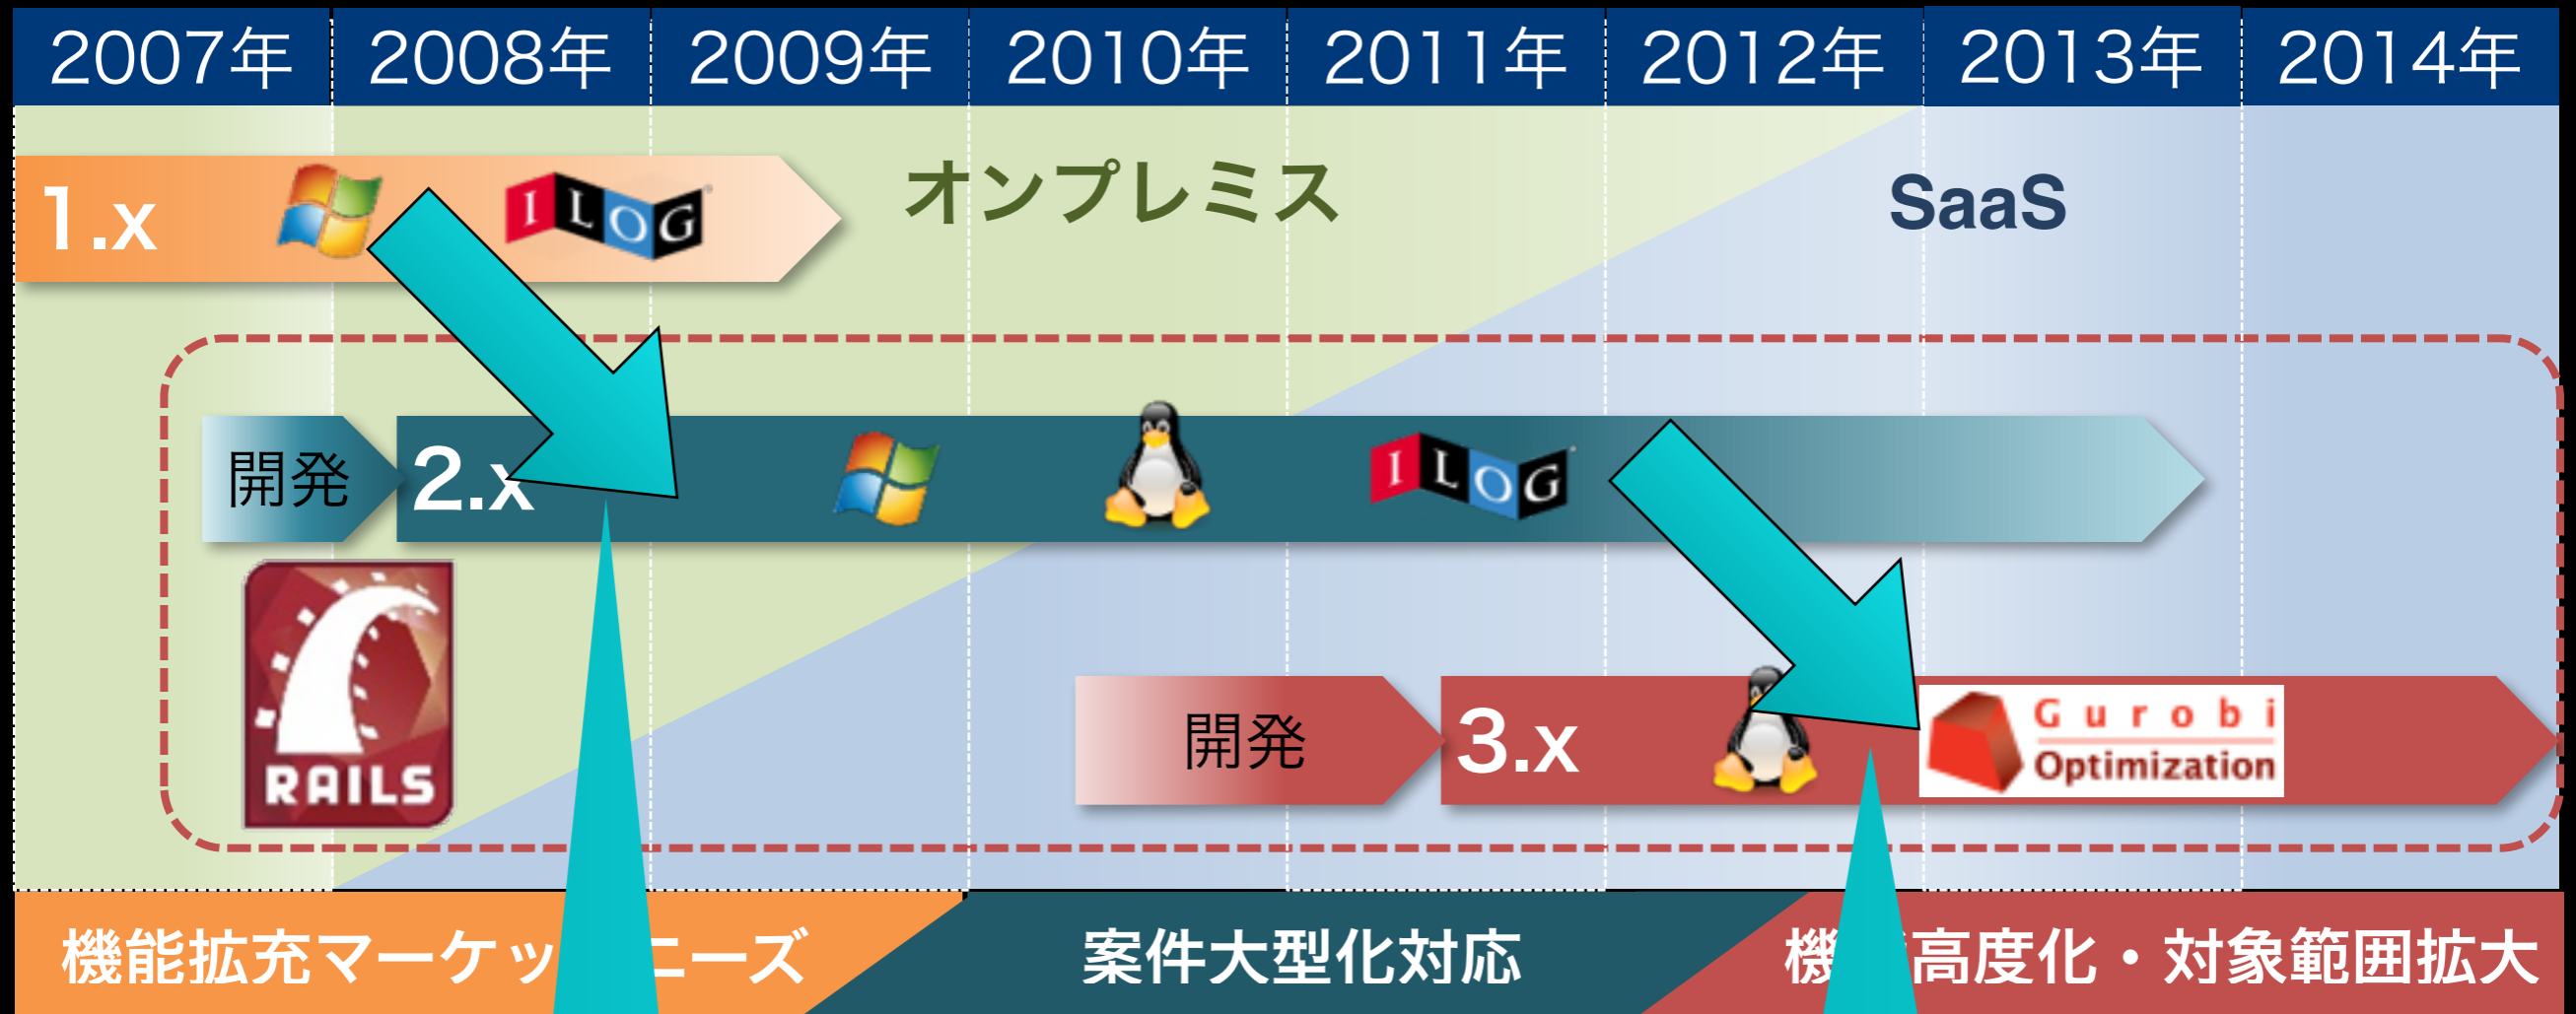 2007年 2008年 2009年 2010年 2011年 2012年 2013年 2014年
1.x ILOG オンプレミス SaaS
開発 2.x ILOG
RAILS
開発 3.x Gurobi
Optimization
機能拡充マーケッ ニーズ 案件大型化対応 機 高度化・対象範囲拡大